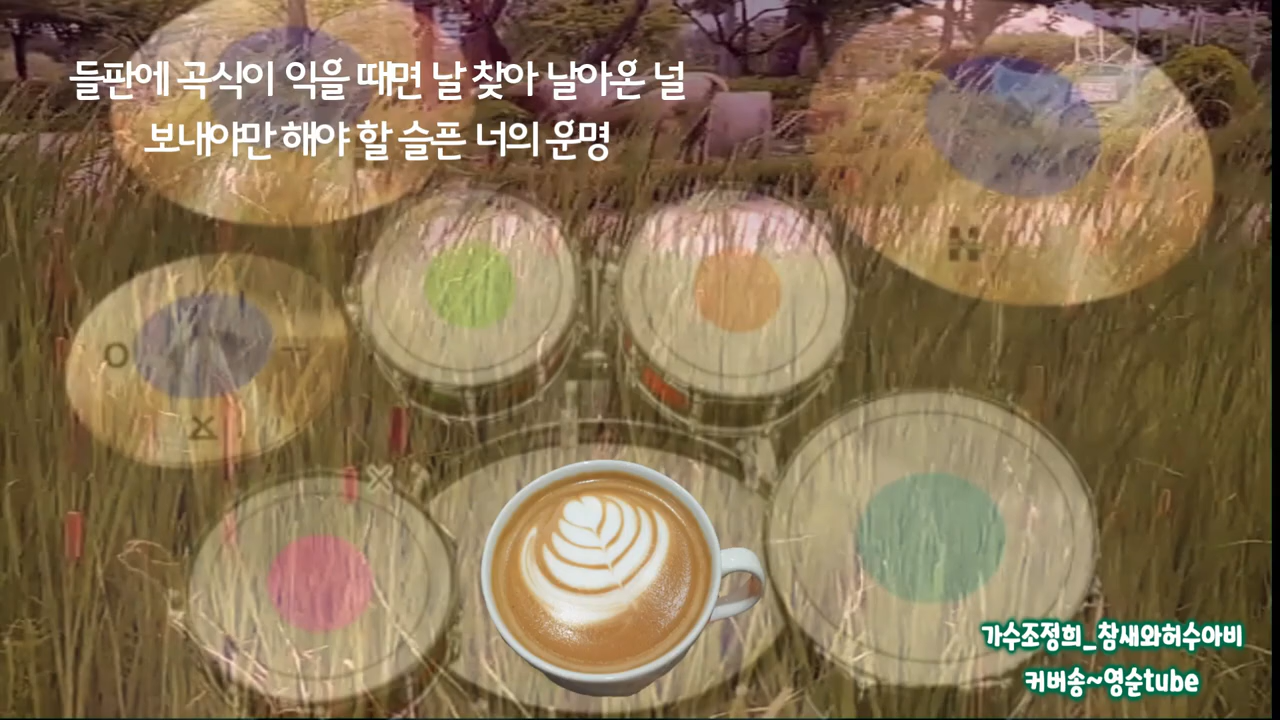 들판에 곡식이 익을 때면 날 찾아 날아온 널
보내야만 해야 할 슬픈 너의 운명
가수조정희_참새와허수아비
커버송~영순tube